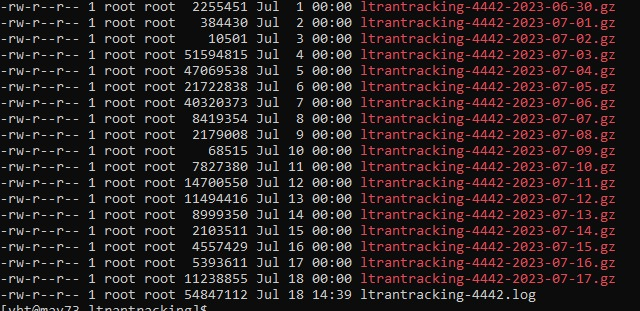 -rw-r--r-- 1 root root  2255451 Jul  1 00:00 ltrantracking-4442-2023-06-30.gz
-rw-r--r-- 1 root root   384430 Jul  2 00:00 ltrantracking-4442-2023-07-01.gz
-rw-r--r-- 1 root root    10501 Jul  3 00:00 ltrantracking-4442-2023-07-02.gz
-rw-r--r-- 1 root root 51594815 Jul  4 00:00 ltrantracking-4442-2023-07-03.gz
-rw-r--r-- 1 root root 47069538 Jul  5 00:00 ltrantracking-4442-2023-07-04.gz
-rw-r--r-- 1 root root 21722838 Jul  6 00:00 ltrantracking-4442-2023-07-05.gz
-rw-r--r-- 1 root root 40320373 Jul  7 00:00 ltrantracking-4442-2023-07-06.gz
-rw-r--r-- 1 root root  8419354 Jul  8 00:00 ltrantracking-4442-2023-07-07.gz
-rw-r--r-- 1 root root  2179008 Jul  9 00:00 ltrantracking-4442-2023-07-08.gz
-rw-r--r-- 1 root root    68515 Jul 10 00:00 ltrantracking-4442-2023-07-09.gz
-rw-r--r-- 1 root root  7827380 Jul 11 00:00 ltrantracking-4442-2023-07-10.gz
-rw-r--r-- 1 root root 14700550 Jul 12 00:00 ltrantracking-4442-2023-07-11.gz
-rw-r--r-- 1 root root 11494416 Jul 13 00:00 ltrantracking-4442-2023-07-12.gz
-rw-r--r-- 1 root root  8999350 Jul 14 00:00 ltrantracking-4442-2023-07-13.gz
-rw-r--r-- 1 root root  2103511 Jul 15 00:00 ltrantracking-4442-2023-07-14.gz
-rw-r--r-- 1 root root  4557429 Jul 16 00:00 ltrantracking-4442-2023-07-15.gz
-rw-r--r-- 1 root root  5393611 Jul 17 00:00 ltrantracking-4442-2023-07-16.gz
-rw-r--r-- 1 root root 11238855 Jul 18 00:00 ltrantracking-4442-2023-07-17.gz
-rw-r--r-- 1 root root 54847112 Jul 18 14:39 ltrantracking-4442.log
ltrantracking]$